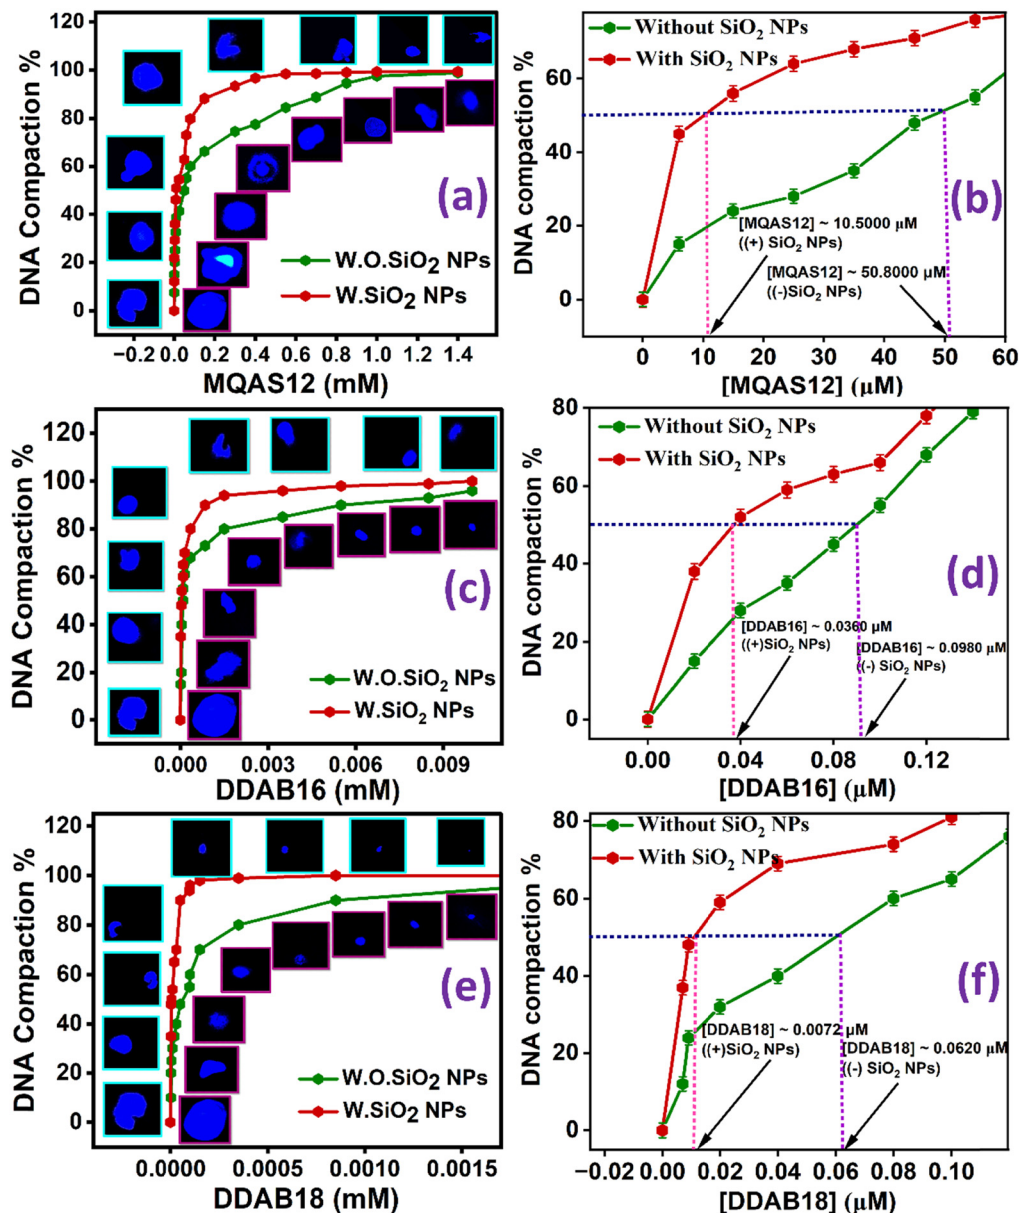 DNA Compaction %
120
100
80
60
40
20
0
(a)
W.O.SiO2 NPs
W.SiO2 NPs
−0.2 0.0 0.2 0.4 0.6 0.8 1.0 1.2 1.4
MQAS12 (mM)
DNA compaction %
60
40
20
0
Without SiO2 NPs
With SiO2 NPs
(b)
[MQAS12] ~ 10.5000 μM
((+) SiO2 NPs)
[MQAS12] ~ 50.8000 μM
((-)SiO2 NPs)
0 10 20 30 40 50 60
[MQAS12] (μM)
DNA Compaction %
120
100
80
60
40
20
0
(c)
W.O.SiO2 NPs
W.SiO2 NPs
0.000 0.003 0.006 0.009
DDAB16 (mM)
DNA compaction %
80
60
40
20
0
Without SiO2 NPs
With SiO2 NPs
(d)
[DDAB16] ~ 0.0360 μM
((+)SiO2 NPs)
[DDAB16] ~ 0.0980 μM
((-) SiO2 NPs)
0.00 0.04 0.08 0.12
[DDAB16] (μM)
DNA Compaction %
120
100
80
60
40
20
0
(e)
W.O.SiO2 NPs
W.SiO2 NPs
0.0000 0.0005 0.0010 0.0015
DDAB18 (mM)
DNA compaction %
80
60
40
20
0
Without SiO2 NPs
With SiO2 NPs
(f)
[DDAB18] ~ 0.0072 μM
((+)SiO2 NPs)
[DDAB18] ~ 0.0620 μM
((-) SiO2 NPs)
−0.02 0.00 0.02 0.04 0.06 0.08 0.10
[DDAB18] (μM)